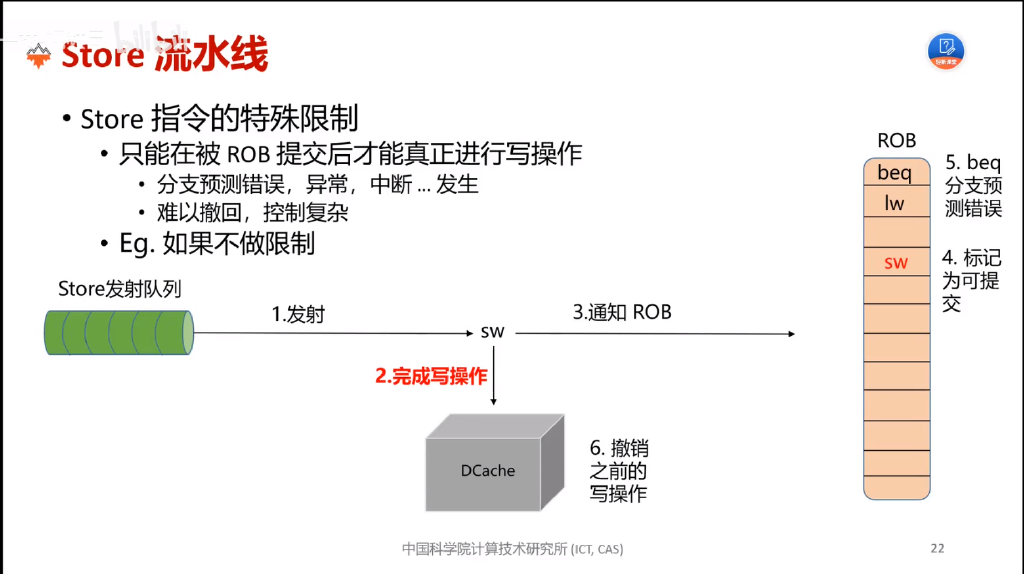 Store 流水线
• Store 指令的特殊限制
• 只能在被 ROB 提交后才能真正进行写操作
• 分支预测错误，异常，中断 ... 发生
• 难以撤回，控制复杂
• Eg. 如果不做限制
Store发射队列
1.发射
sw
3.通知 ROB
2.完成写操作
DCache
6. 撤销
之前的
写操作
ROB
beq
lw
sw
5. beq
分支预
测错误
4. 标记
为可提
交
中国科学院计算技术研究所 (ICT, CAS)
22